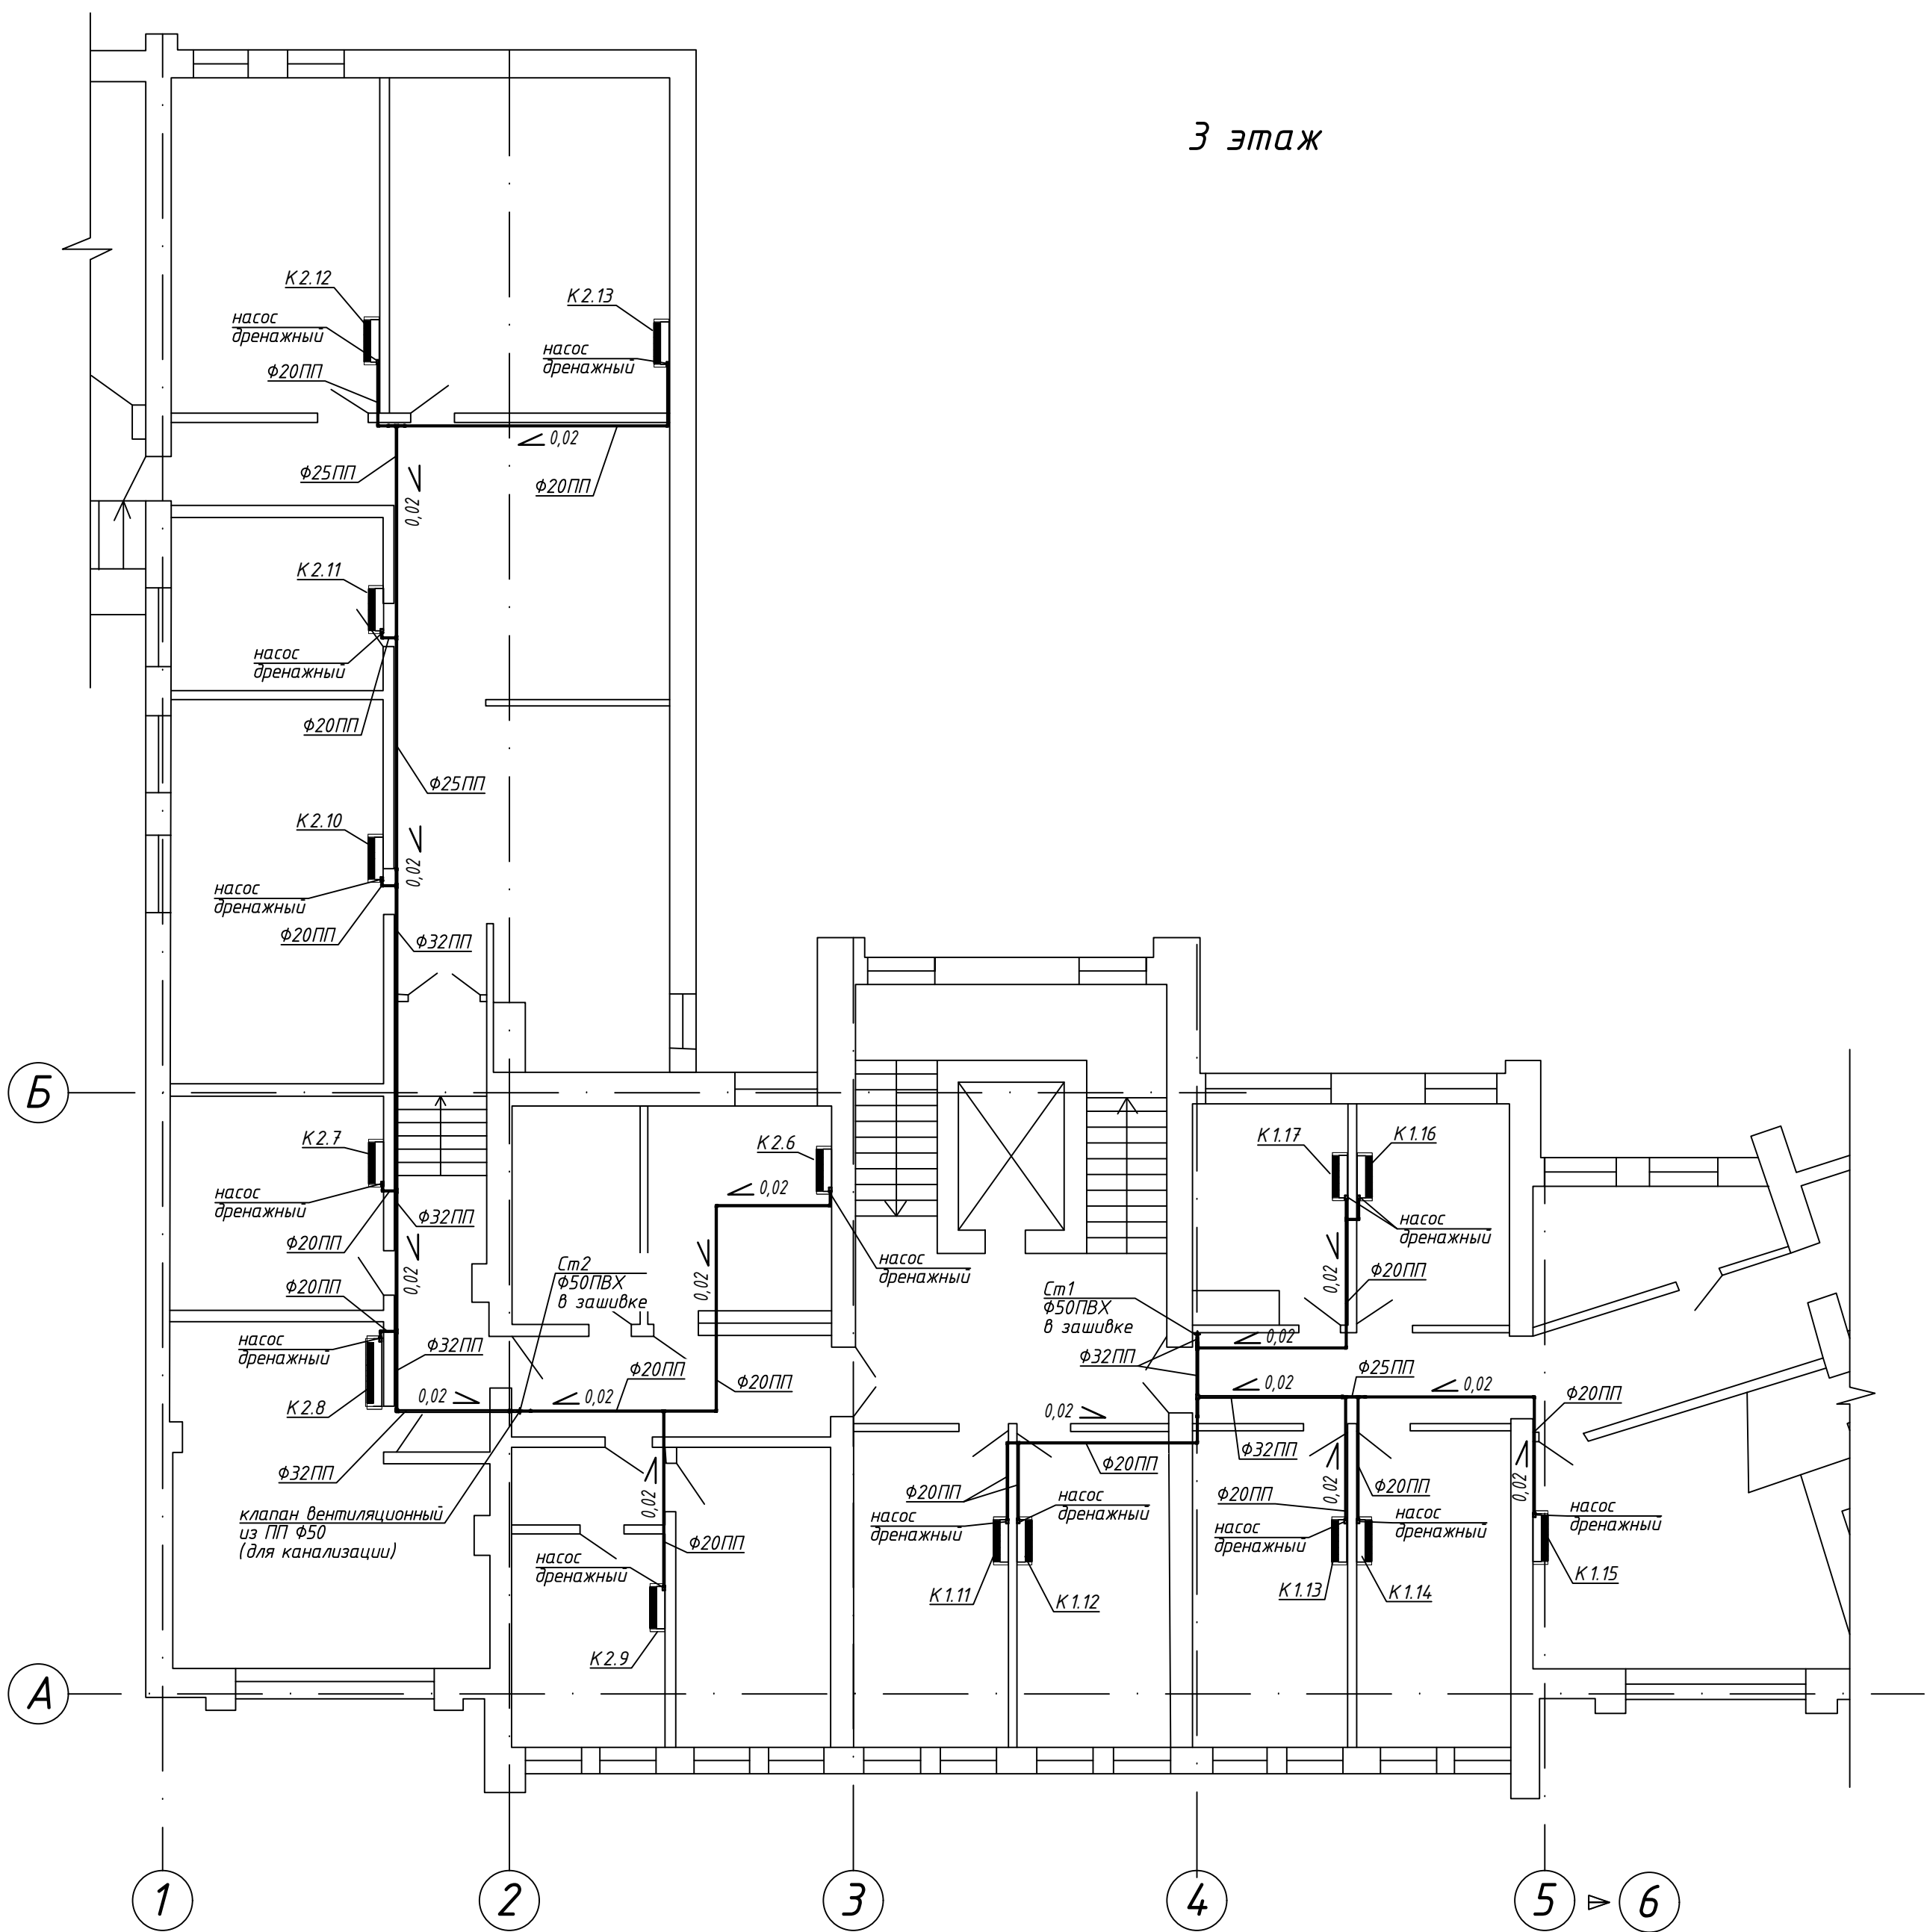 3 этаж
К2.12
насос
дренажный
Ф20ПП
К2.13
насос
дренажный
0,02
Ф20ПП
Ф25ПП
0,02
К2.11
насос
дренажный
Ф20ПП
Ф25ПП
К2.10
0,02
насос
дренажный
Ф20ПП
Ф32ПП
Б
К2.7
насос
дренажный
Ф20ПП
Ф32ПП
0,02
Ф20ПП
насос
дренажный
К2.8
Ф32ПП
0,02
0,02
Ф32ПП
клапан вентиляционный
из ПП Ф50
(для канализации)
Ст2
Ф50ПВХ
в зашивке
К2.6
0,02
0,02
насос
дренажный
Ф20ПП
Ф20ПП
0,02
Ф20ПП
насос
дренажный
К2.9
Ст1
Ф50ПВХ
в зашивке
Ф32ПП
0,02
К1.17
К1.16
насос
дренажный
0,02
Ф20ПП
0,02
0,02
Ф25ПП
0,02
Ф20ПП
Ф20ПП
Ф20ПП
насос
дренажный
насос
дренажный
К1.11
К1.12
Ф32ПП
Ф20ПП
0,02
Ф20ПП
насос
дренажный
насос
дренажный
К1.13
К1.14
0,02
насос
дренажный
К1.15
А
1
2
3
4
5
6